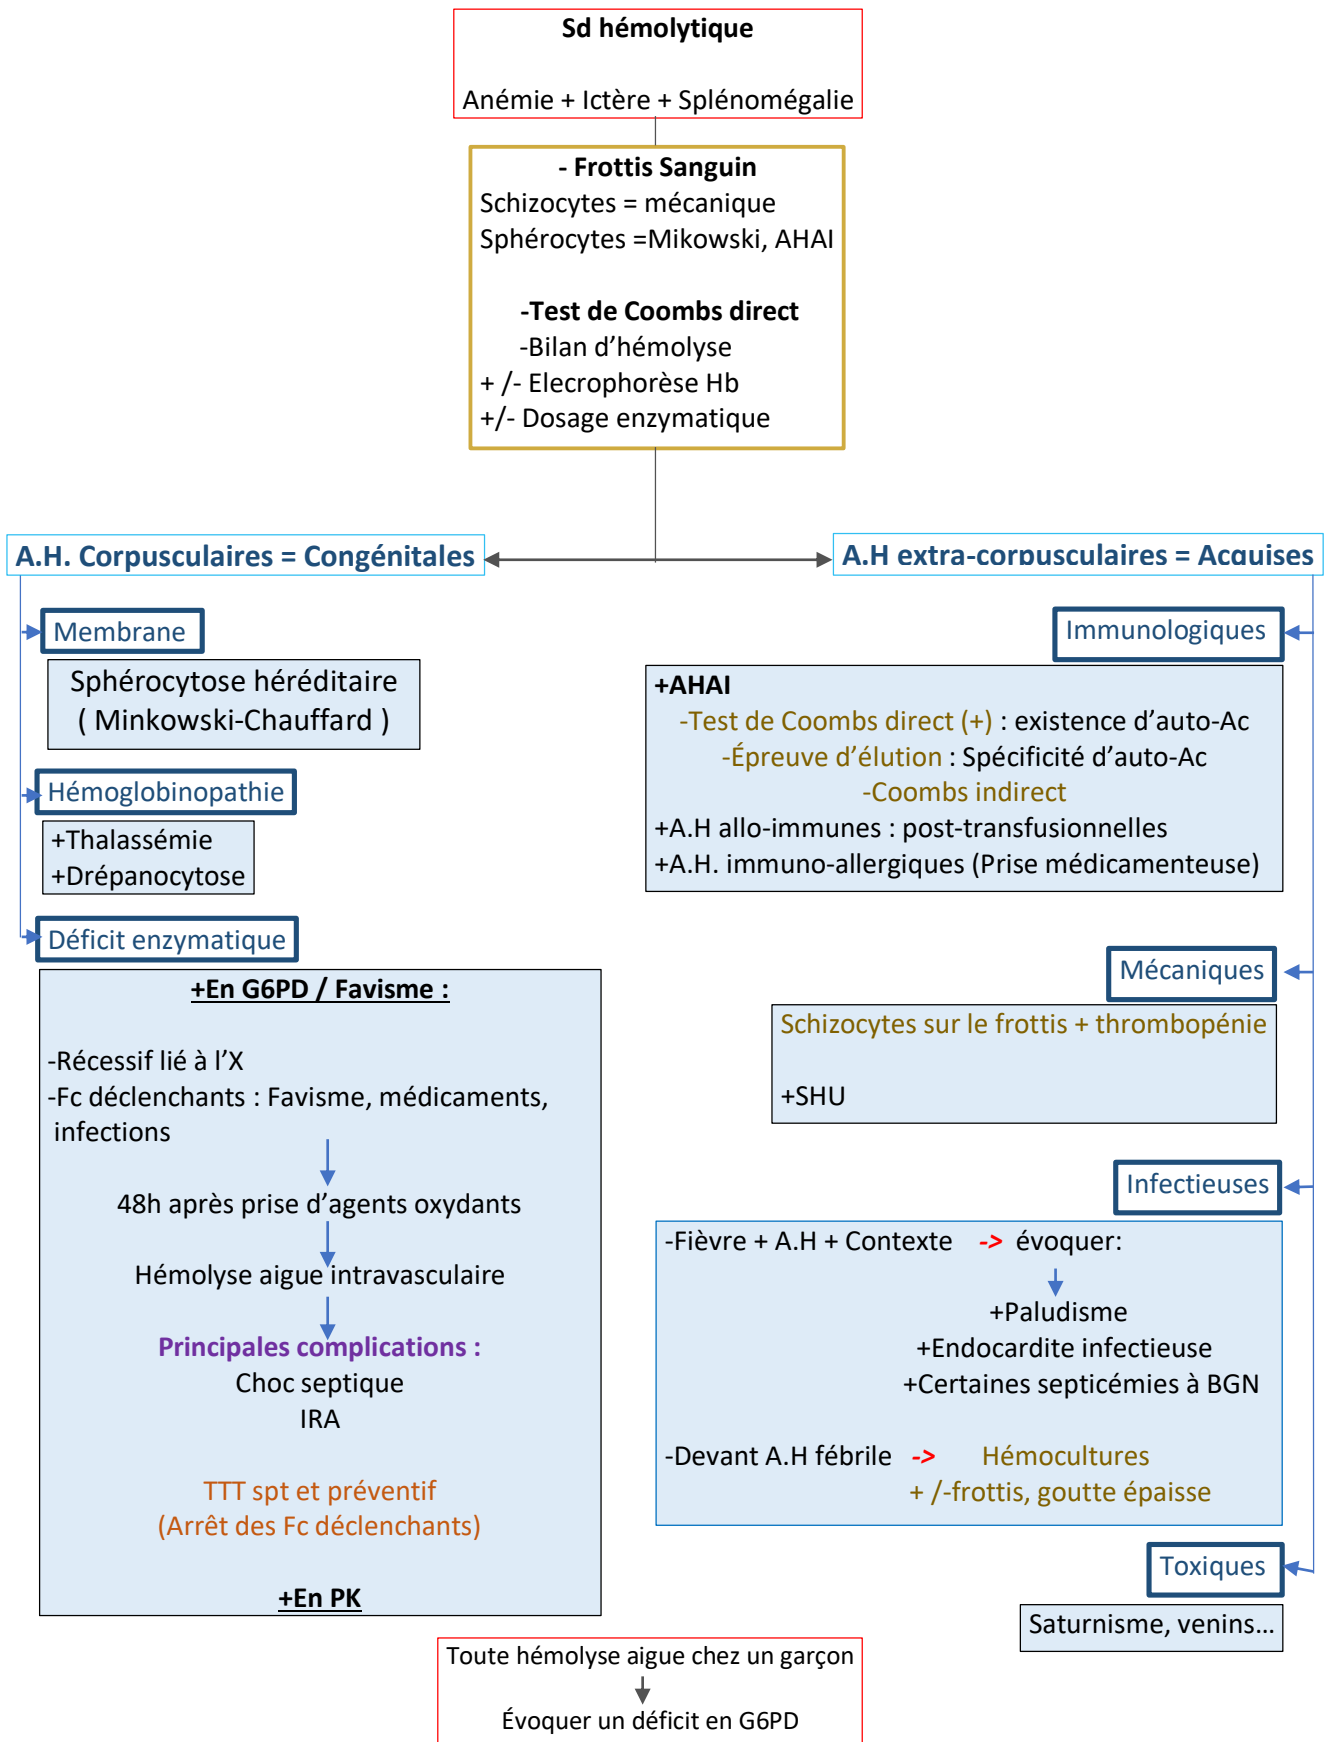 Sd hémolytique
Anémie + Ictère + Splénomégalie
- Frottis Sanguin
Schizocytes = mécanique
Sphérocytes =Mikowski, AHAI
-Test de Coombs direct
-Bilan d’hémolyse
+ /- Elecrophorèse Hb
+/- Dosage enzymatique
A.H. Corpusculaires = Congénitales
Membrane
Sphérocytose héréditaire
( Minkowski-Chauffard )
Hémoglobinopathie
+Thalassémie
+Drépanocytose
Déficit enzymatique
+En G6PD / Favisme :
-Récessif lié à l’X
-Fc déclenchants : Favisme, médicaments,
infections
48h après prise d’agents oxydants
Hémolyse aigue intravasculaire
Principales complications :
Choc septique
IRA
TTT spt et préventif
(Arrêt des Fc déclenchants)
+En PK
A.H extra-corpusculaires = Acquises
Immunologiques
+AHAI
-Test de Coombs direct (+) : existence d’auto-Ac
-Épreuve d’élution : Spécificité d’auto-Ac
-Coombs indirect
+A.H allo-immunes : post-transfusionnelles
+A.H. immuno-allergiques (Prise médicamenteuse)
Mécaniques
Schizocytes sur le frottis + thrombopénie
+SHU
Infectieuses
-Fièvre + A.H + Contexte -> évoquer:
+Paludisme
+Endocardite infectieuse
+Certaines septicémies à BGN
-Devant A.H fébrile -> Hémocultures
+ /-frottis, goutte épaisse
Toxiques
Saturnisme, venins...
Toute hémolyse aigue chez un garçon
Évoquer un déficit en G6PD